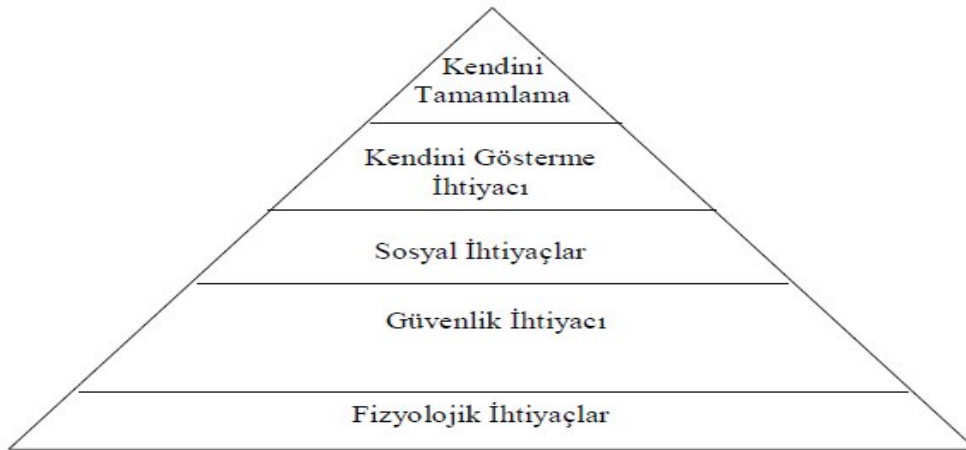 Kendini
Tamamlama
Kendini Gösterme
İhtiyacı
Sosyal İhtiyaçlar
Güvenlik İhtiyacı
Fizyolojik İhtiyaçlar